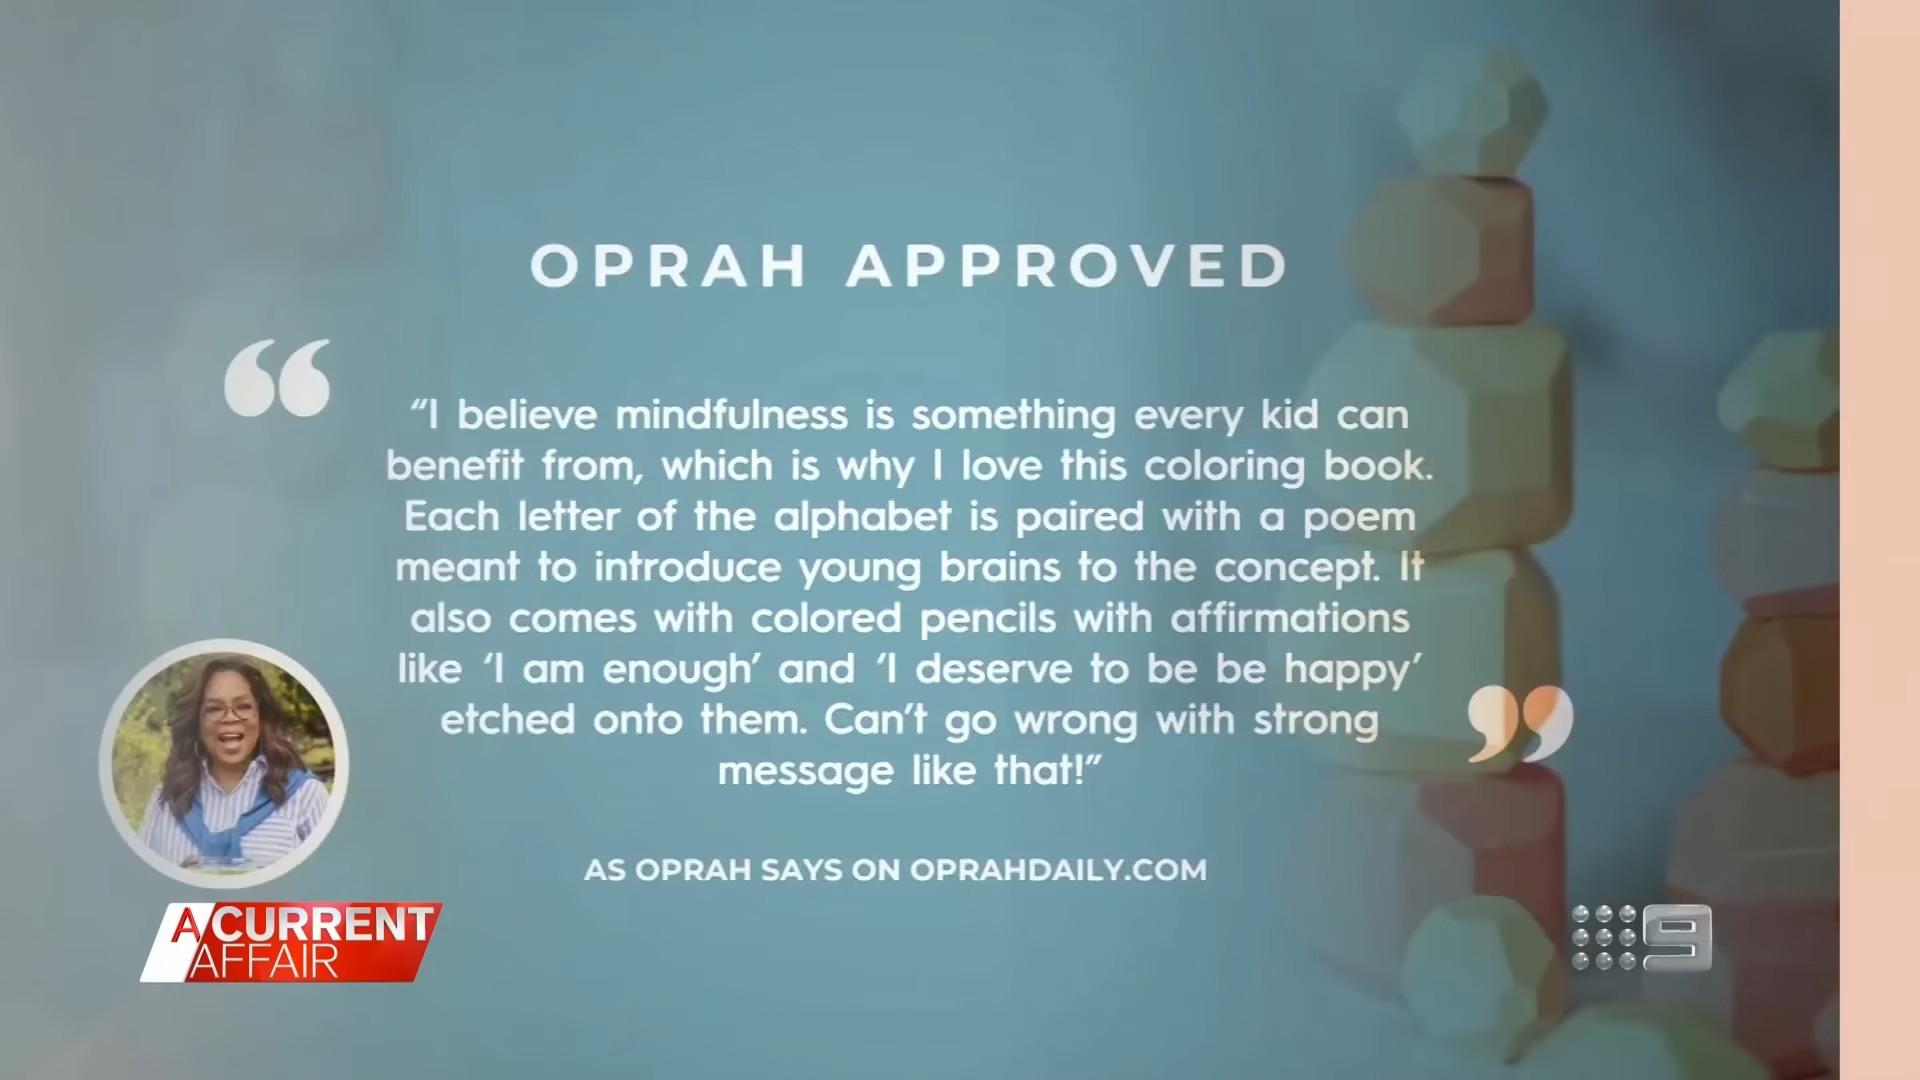 OPRAH APPROVED
“
“I believe mindfulness is something every kid can
benefit from, which is why I love this coloring book.
Each letter of the alphabet is paired with a poem
meant to introduce young brains to the concept. It
also comes with colored pencils with affirmations
like ‘I am enough’ and ‘I deserve to be be happy’
etched onto them. Can’t go wrong with strong
message like that!”
”
AS OPRAH SAYS ON OPRAHDAILY.COM
A CURRENT
AFFAIR
9